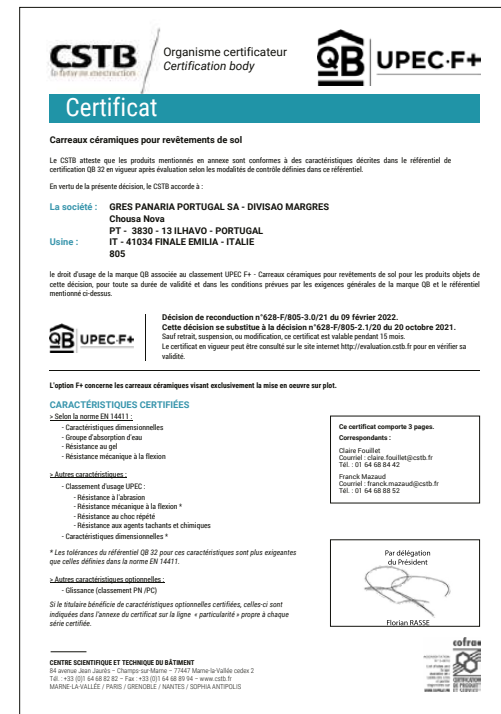 CSTB
le futur en construction
Organisme certificateur
Certification body
QB UPEC·F+
Certificat
Carreaux céramiques pour revêtements de sol
Le CSTB atteste que les produits mentionnés en annexe sont conformes à des caractéristiques décrites dans le référentiel de
certification QB 32 en vigueur après évaluation selon les modalités de contrôle définies dans ce référentiel.
En vertu de la présente décision, le CSTB accorde à :
La société : GRES PANARIA PORTUGAL SA - DIVISAO MARGRES
Chousa Nova
PT - 3830 - 13 ILHAVO - PORTUGAL
Usine : IT - 41034 FINALE EMILIA - ITALIE
805
le droit d'usage de la marque QB associée au classement UPEC F+ - Carreaux céramiques pour revêtements de sol pour les produits objets de
cette décision, pour toute sa durée de validité et dans les conditions prévues par les exigences générales de la marque QB et le référentiel
mentionné ci-dessus.
QB UPEC·F+
Décision de reconduction n°628-F/805-3.0/21 du 09 février 2022.
Cette décision se substitue à la décision n°628-F/805-2.1/20 du 20 octobre 2021.
Sauf retrait, suspension, ou modification, ce certificat est valable pendant 15 mois.
Le certificat en vigueur peut être consulté sur le site internet http://evaluation.cstb.fr pour en vérifier sa
validité.
L'option F+ concerne les carreaux céramiques visant exclusivement la mise en oeuvre sur plot.
CARACTÉRISTIQUES CERTIFIÉES
> Selon la norme EN 14411 :
- Caractéristiques dimensionnelles
- Groupe d'absorption d'eau
- Résistance au gel
- Résistance mécanique à la flexion
> Autres caractéristiques :
- Classement d'usage UPEC :
- Résistance à l'abrasion
- Résistance mécanique à la flexion *
- Résistance au choc répété
- Résistance aux agents tachants et chimiques
- Caractéristiques dimensionnelles *
* Les tolérances du référentiel QB 32 pour ces caractéristiques sont plus exigeantes
que celles définies dans la norme EN 14411.
> Autres caractéristiques optionnelles :
- Glissance (classement PN /PC)
Si le titulaire bénéficie de caractéristiques optionnelles certifiées, celles-ci sont
indiquées dans l'annexe du certificat sur la ligne « particularité » propre à chaque
série certifiée.
Ce certificat comporte 3 pages.
Correspondants :
Claire Fouillet
Courriel : claire.fouillet@cstb.fr
Tél. : 01 64 68 84 42
Franck Mazaud
Courriel : franck.mazaud@cstb.fr
Tél. : 01 64 68 88 52
Par délégation
du Président
Florian RASSE
CENTRE SCIENTIFIQUE ET TECHNIQUE DU BÂTIMENT
84 avenue Jean Jaurès – Champs-sur-Marne – 77447 Marne-la-Vallée cedex 2
Tél. : +33 (0)1 64 68 82 82 – Fax : +33 (0)1 64 68 89 94 – www.cstb.fr
MARNE-LA-VALLÉE / PARIS / GRENOBLE / NANTES / SOPHIA ANTIPOLIS
cofrac